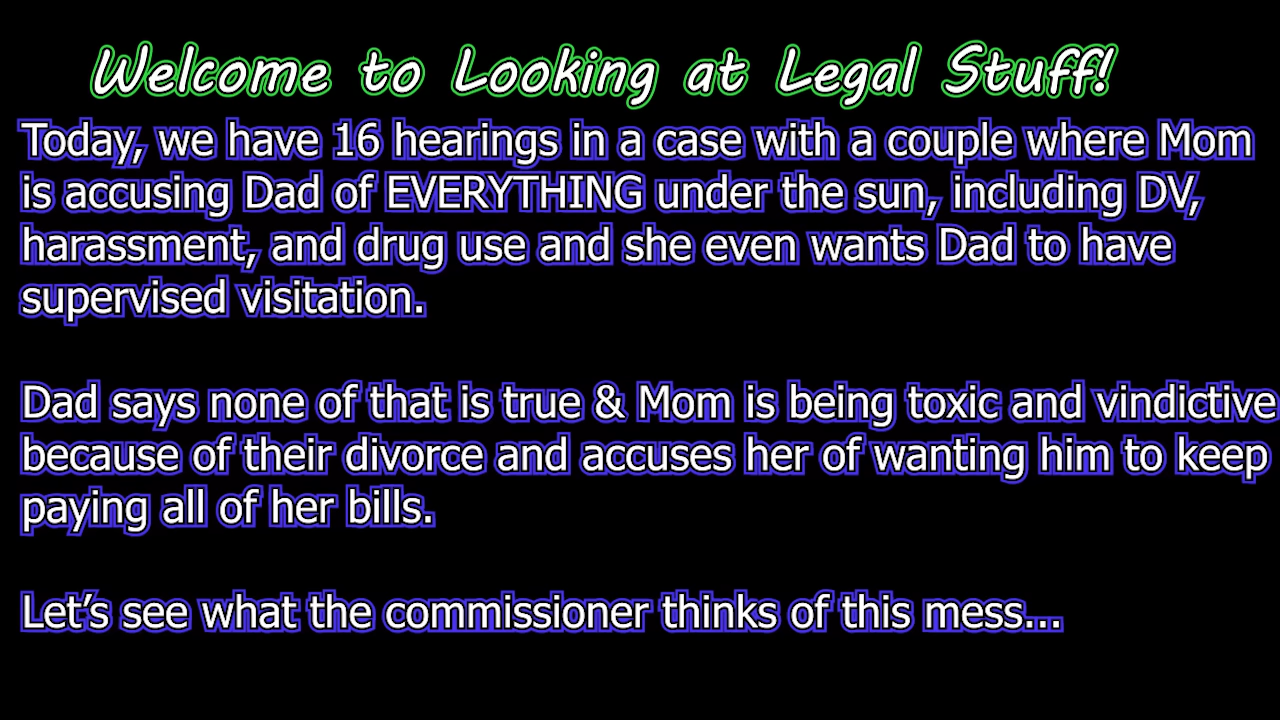 Welcome to Looking at Legal Stuff!
Today, we have 16 hearings in a case with a couple where Mom
is accusing Dad of EVERYTHING under the sun, including DV,
harassment, and drug use and she even wants Dad to have
supervised visitation.
Dad says none of that is true & Mom is being toxic and vindictive
because of their divorce and accuses her of wanting him to keep
paying all of her bills.
Let’s see what the commissioner thinks of this mess...